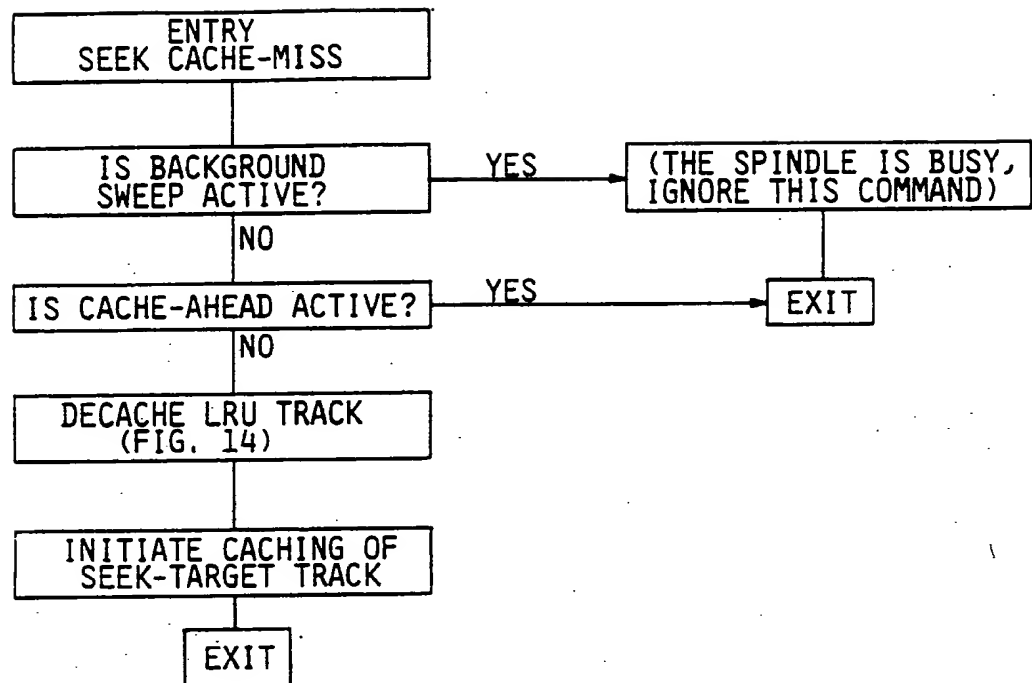 ENTRY
SEEK CACHE-MISS
IS BACKGROUND
SWEEP ACTIVE?
YES
(THE SPINDLE IS BUSY,
IGNORE THIS COMMAND)
NO
IS CACHE-AHEAD ACTIVE?
YES
EXIT
NO
DECACHE LRU TRACK
(FIG. 14)
INITIATE CACHING OF
SEEK-TARGET TRACK
EXIT